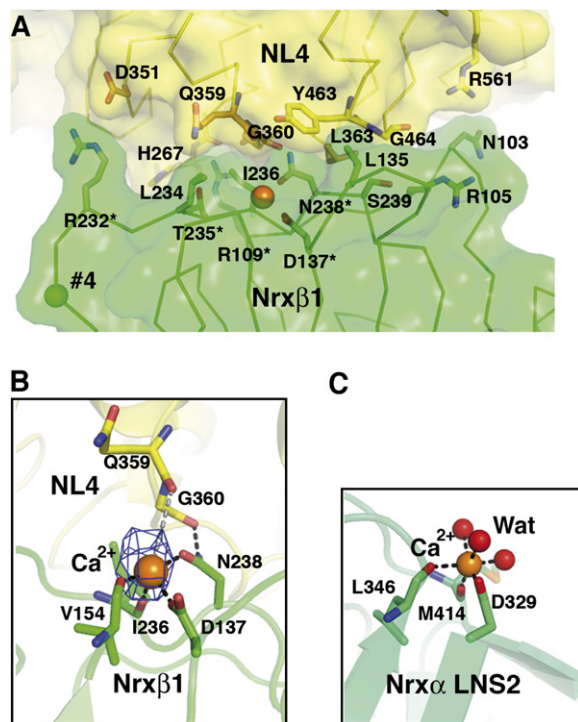 A
NL4
D351
Q359
Y463
R561
G360
L363
G464
N103
H267
L135
L234
I236
N238*
S239
R105
R232*
T235*
R109*
D137*
#4
Nrxβ1
B
Q359
NL4
G360
Ca2+
N238
V154
I236
D137
Nrxβ1
C
Ca2+
Wat
L346
M414
D329
Nrxα LNS2